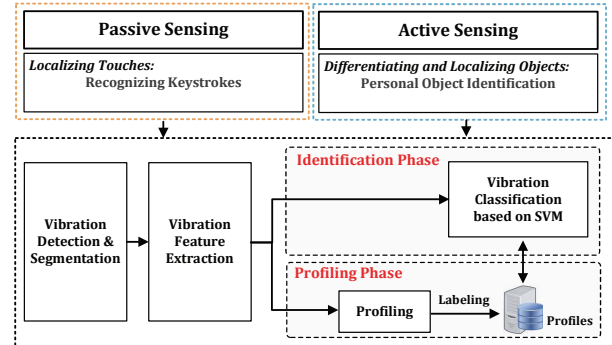 Passive Sensing
Localizing Touches:
Recognizing Keystrokes
Active Sensing
Differentiating and Localizing Objects:
Personal Object Identification
Vibration
Detection &
Segmentation
Vibration
Feature
Extraction
Identification Phase
Vibration
Classification
based on SVM
Profiling Phase
Profiling
Labeling
Profiles